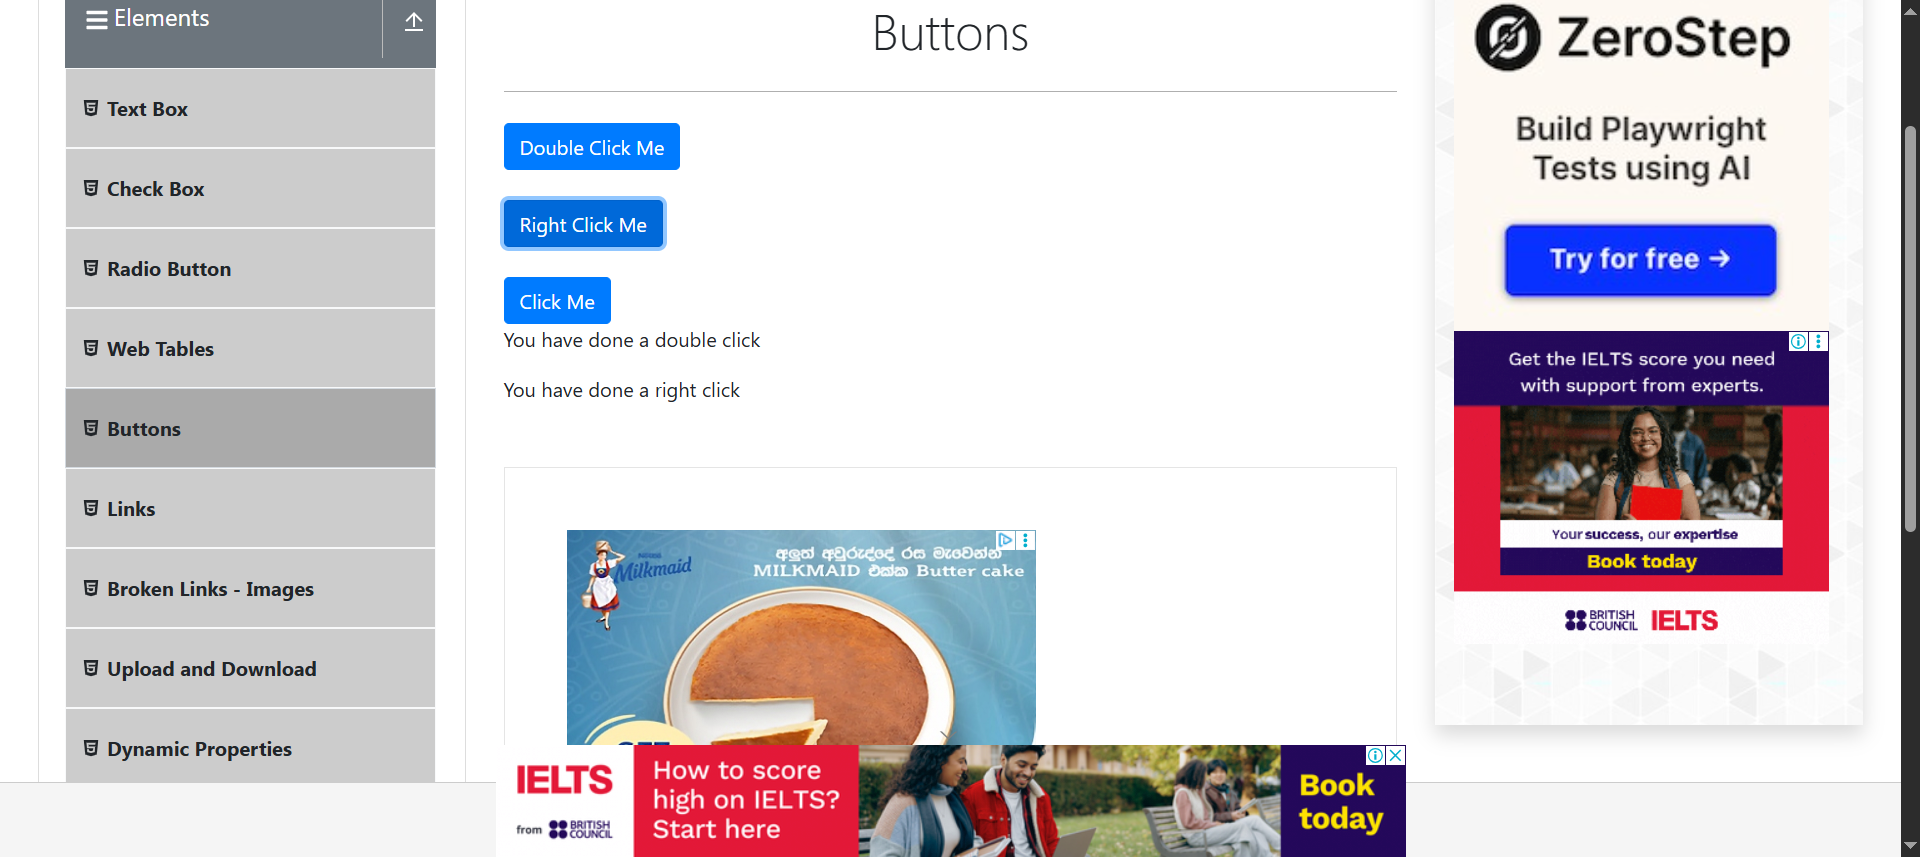 Elements
Text Box
Check Box
Radio Button
Web Tables
Buttons
Links
Broken Links - Images
Upload and Download
Dynamic Properties
Buttons
Double Click Me
Right Click Me
Click Me
You have done a double click
You have done a right click
Nestlé
Milkmaid
අලුත් අවුරුද්දේ රස මැවෙන්නේ
MILKMAID එක්ක Butter cake
IELTS
from BRITISH COUNCIL
How to score
high on IELTS?
Start here
Book
today
ZeroStep
Build Playwright
Tests using AI
Try for free →
Get the IELTS score you need
with support from experts.
Your success, our expertise
Book today
BRITISH COUNCIL IELTS